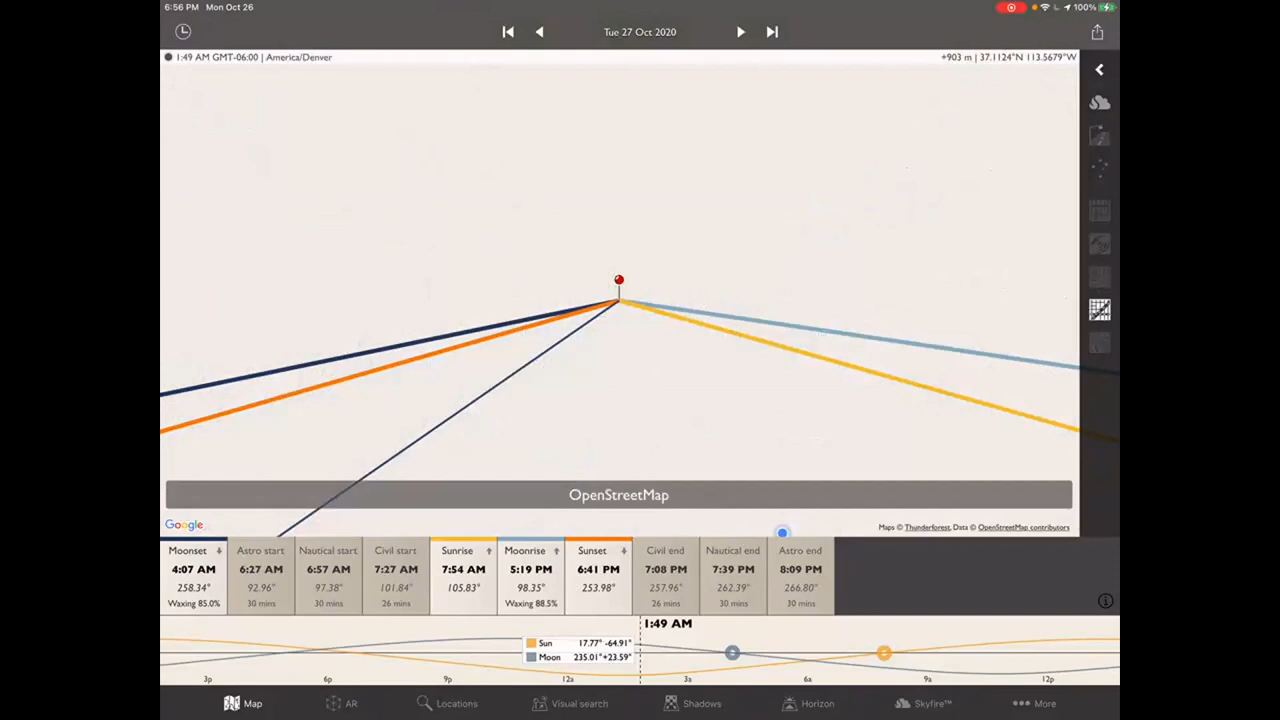 6:56 PM Mon Oct 26
100%
Tue 27 Oct 2020
1:49 AM GMT-06:00 | America/Denver
+903 m | 37.1124°N 113.5679°W
OpenStreetMap
Google
Maps © Thunderforest, Data © OpenStreetMap contributors
Moonset Astro start Nautical start Civil start Sunrise Moonrise Sunset Civil end Nautical end Astro end
4:07 AM 6:27 AM 6:57 AM 7:27 AM 7:54 AM 5:19 PM 6:41 PM 7:08 PM 7:39 PM 8:09 PM
258.34° 92.96° 97.38° 101.84° 105.83° 98.35° 253.98° 257.96° 262.39° 266.80°
Waxing 85.0% 30 mins 30 mins 26 mins Waxing 88.5% 26 mins 30 mins 30 mins
1:49 AM
Sun 17.77° -64.91°
Moon 235.01° +23.59°
3p 6p 9p 12a 3a 6a 9a 12p
Map AR Locations Visual search Shadows Horizon Skyfire™ More